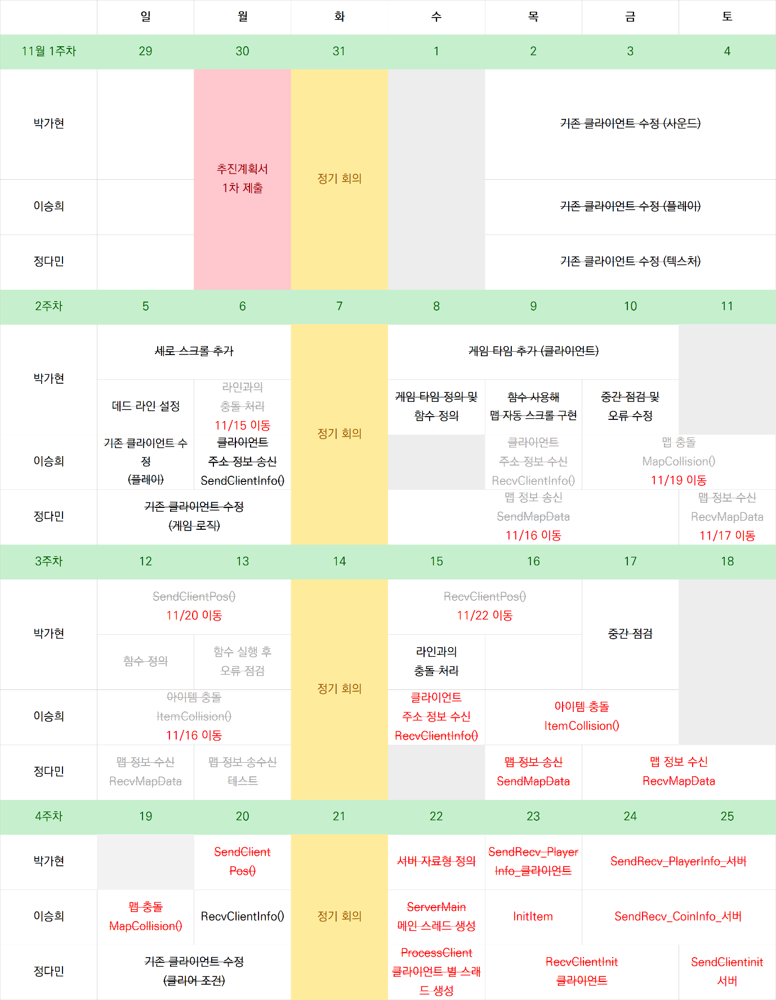 일 월 화 수 목 금 토
11월 1주차 29 30 31 1 2 3 4
박가현
기존 클라이언트 수정 (사운드)
추진계획서
1차 제출
정기 회의
이승희
기존 클라이언트 수정 (플레이)
정다민
기존 클라이언트 수정 (텍스처)
2주차 5 6 7 8 9 10 11
박가현
세로 스크롤 추가
게임 타임 추가 (클라이언트)
데드 라인 설정
라인과의
충돌 처리
11/15 이동
게임 타임 정의 및
함수 정의
함수 사용해
맵 자동 스크롤 구현
중간 점검 및
오류 수정
정기 회의
이승희
기존 클라이언트 수
정
(플레이)
클라이언트
주소 정보 송신
SendClientInfo()
클라이언트
주소 정보 수신
RecvClientInfo()
맵 충돌
MapCollision()
11/19 이동
정다민
기존 클라이언트 수정
(게임 로직)
맵 정보 송신
SendMapData
11/16 이동
맵 정보 수신
RecvMapData
11/17 이동
3주차 12 13 14 15 16 17 18
박가현
SendClientPos()
11/20 이동
RecvClientPos()
11/22 이동
중간 점검
함수 정의
함수 실행 후
오류 점검
라인과의
충돌 처리
정기 회의
이승희
아이템 충돌
ItemCollision()
11/16 이동
클라이언트
주소 정보 수신
RecvClientInfo()
아이템 충돌
ItemCollision()
정다민
맵 정보 수신
RecvMapData
맵 정보 송수신
테스트
맵 정보 송신
SendMapData
맵 정보 수신
RecvMapData
4주차 19 20 21 22 23 24 25
박가현
SendClient
Pos()
서버 자료형 정의
SendRecv_Player
Info_클라이언트
SendRecv_PlayerInfo_서버
이승희
맵 충돌
MapCollision()
RecvClientInfo()
정기 회의
ServerMain
메인 스레드 생성
InitItem
SendRecv_CoinInfo_서버
정다민
기존 클라이언트 수정
(클리어 조건)
ProcessClient
클라이언트 별 스래
드 생성
RecvClientInit
클라이언트
SendClientinit
서버